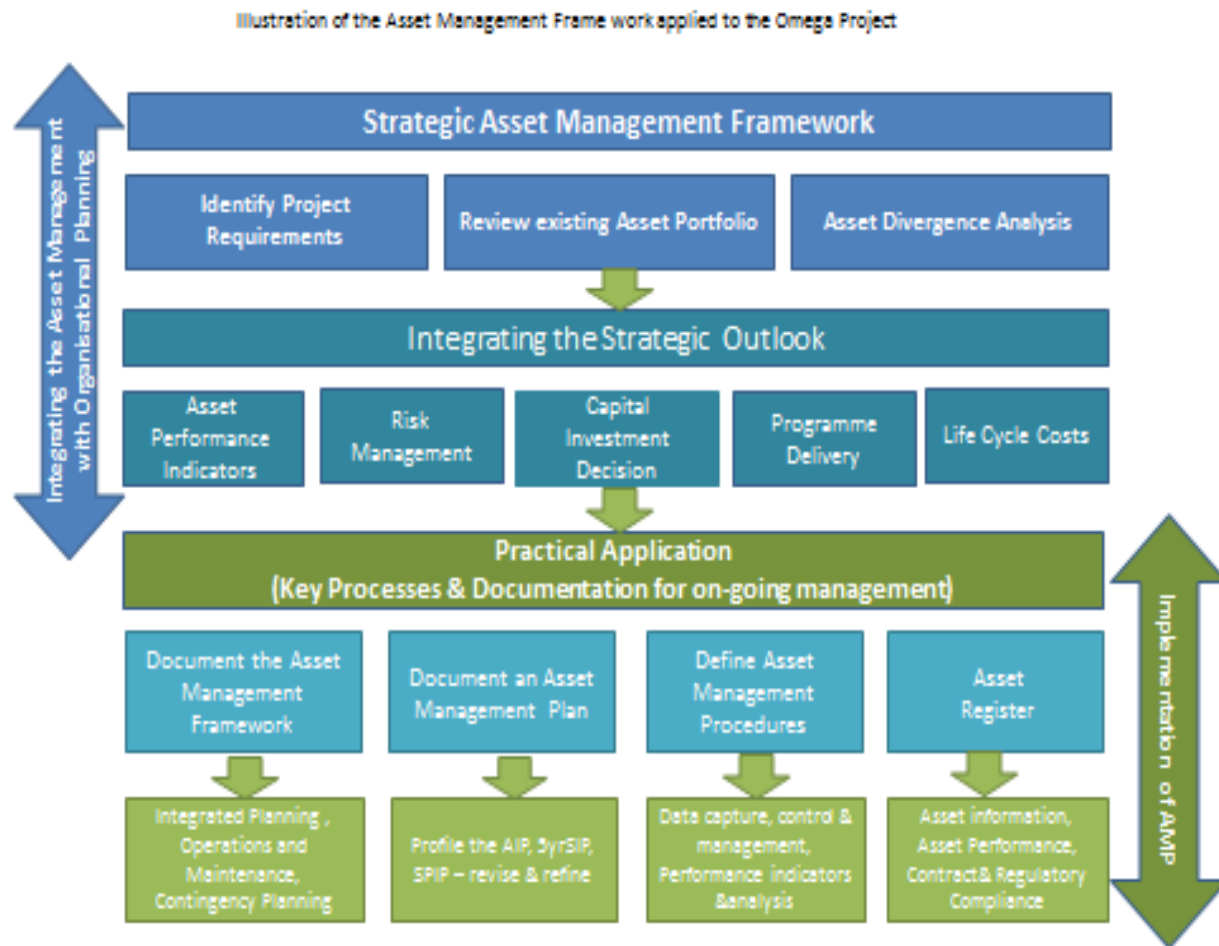 Illustration of the Asset Management Frame work applied to the Omega Project
Integrating the Asset Management
with Organisational Planning
Strategic Asset Management Framework
Identify Project
Requirements
Review existing Asset Portfolio
Asset Divergence Analysis
Integrating the Strategic Outlook
Asset
Performance
Indicators
Risk
Management
Capital
Investment
Decision
Programme
Delivery
Life Cycle Costs
Practical Application
(Key Processes & Documentation for on-going management)
Implementation of AMP
Document the Asset
Management
Framework
Document an Asset
Management Plan
Define Asset
Management
Procedures
Asset
Register
Integrated Planning ,
Operations and
Maintenance,
Contingency Planning
Profile the AIP, 5yrSIP,
SPIP – revise & refine
Data capture, control &
management,
Performance indicators
&analysis
Asset information,
Asset Performance,
Contract& Regulatory
Compliance